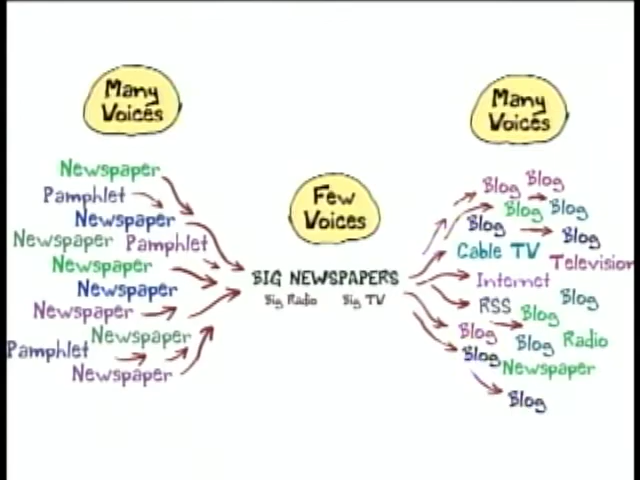 Many
Voices
Newspaper
Pamphlet
Newspaper
Newspaper Pamphlet
Newspaper
Newspaper
Newspaper
Newspaper
Pamphlet
Newspaper
Few
Voices
BIG NEWSPAPERS
Big Radio Big TV
Many
Voices
Blog Blog
Blog Blog
Blog Blog
Cable TV Television
Internet
RSS Blog
Blog
Blog Blog Radio
Blog Newspaper
Blog